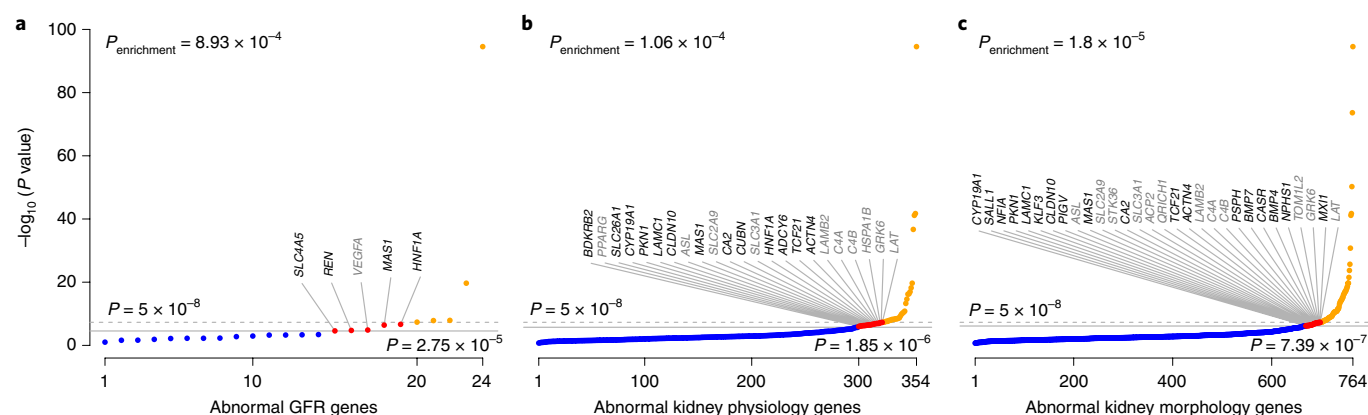 a
100
80
60
40
20
0
–log10 (P value)
Penrichment = 8.93 × 10–4
SLC4A5
REN
VEGFA
MAS1
HNF1A
P = 5 × 10–8
P = 2.75 × 10–5
1
10
20
24
Abnormal GFR genes
b
Penrichment = 1.06 × 10–4
BDKRB2
PPARG
SLC26A1
CYP19A1
PKN1
LAMC1
CLDN10
ASL
MAS1
SLC2A9
CA2
CUBN
SLC3A1
HNF1A
ADCY6
TCF21
ACTN4
LAMB2
C4A
C4B
HSPA1B
GRK6
LAT
P = 5 × 10–8
P = 1.85 × 10–6
1
100
200
300
354
Abnormal kidney physiology genes
c
Penrichment = 1.8 × 10–5
CYP19A1
SALL1
NFIA
PKN1
LAMC1
KLF3
CLDN10
PIGV
ASL
MAS1
SLC2A9
STK36
CA2
SLC3A1
ACP2
QRICH1
TCF21
ACTN4
LAMB2
C4A
C4B
PSPH
BMP7
CASR
BMP4
NPHS1
TOM1L2
GRK6
MXI1
LAT
P = 5 × 10–8
P = 7.39 × 10–7
1
200
400
600
764
Abnormal kidney morphology genes